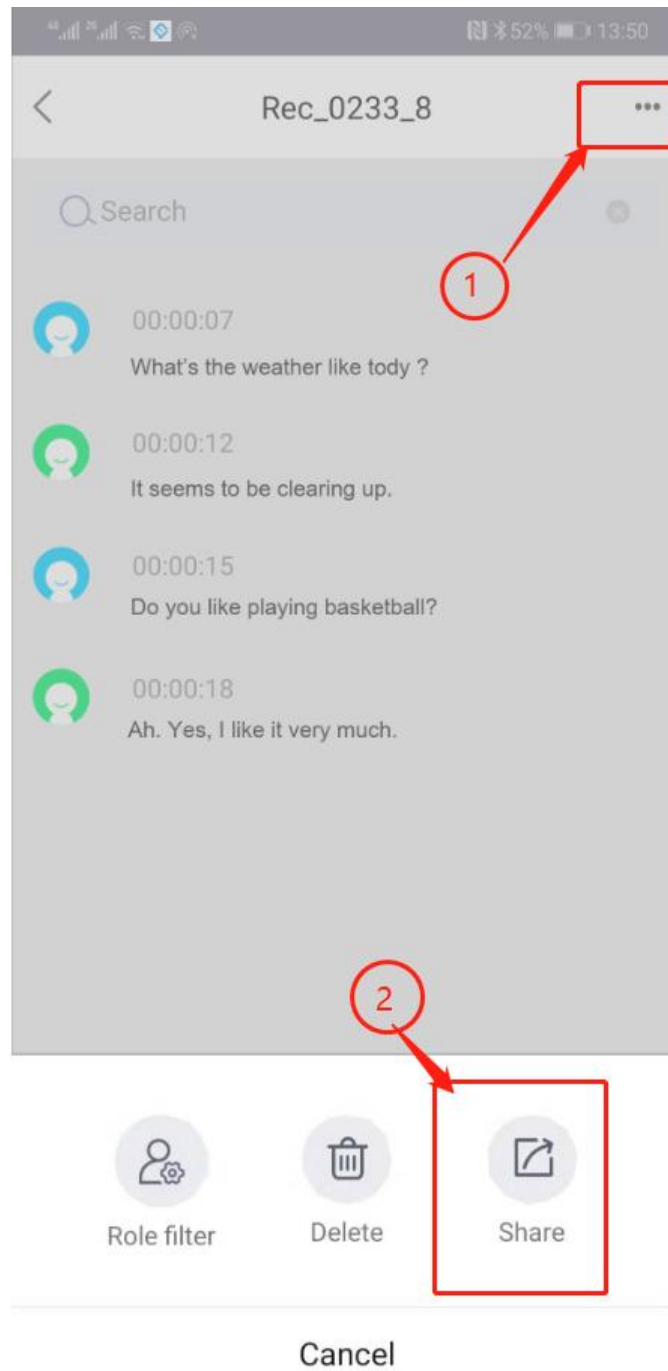 52% 13:50
Rec_0233_8
Search
1
00:00:07
What's the weather like tody ?
00:00:12
It seems to be clearing up.
00:00:15
Do you like playing basketball?
00:00:18
Ah. Yes, I like it very much.
2
Role filter Delete Share
Cancel